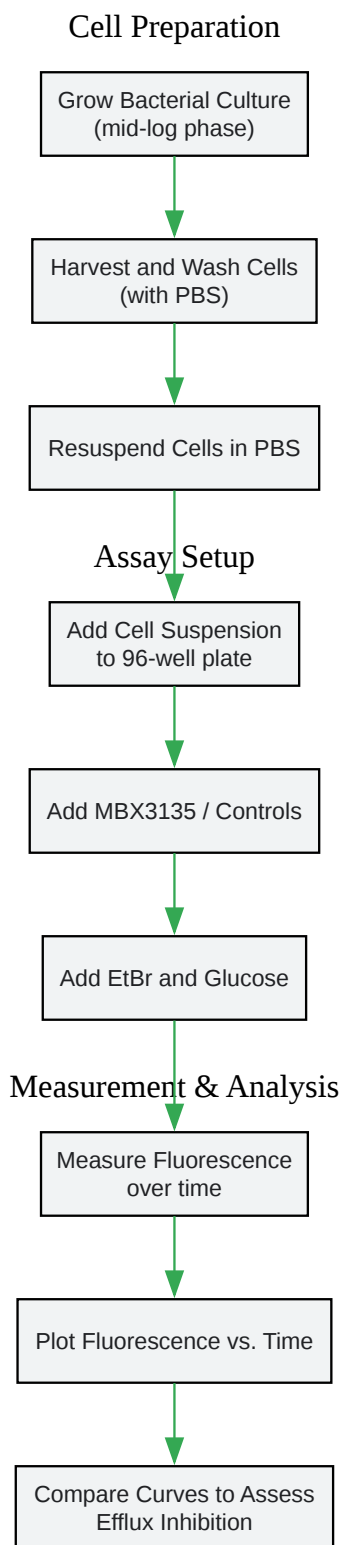 Cell Preparation
Grow Bacterial Culture
(mid-log phase)
Harvest and Wash Cells
(with PBS)
Resuspend Cells in PBS
Assay Setup
Add Cell Suspension
to 96-well plate
Add MBX3135 / Controls
Add EtBr and Glucose
Measurement & Analysis
Measure Fluorescence
over time
Plot Fluorescence vs. Time
Compare Curves to Assess
Efflux Inhibition